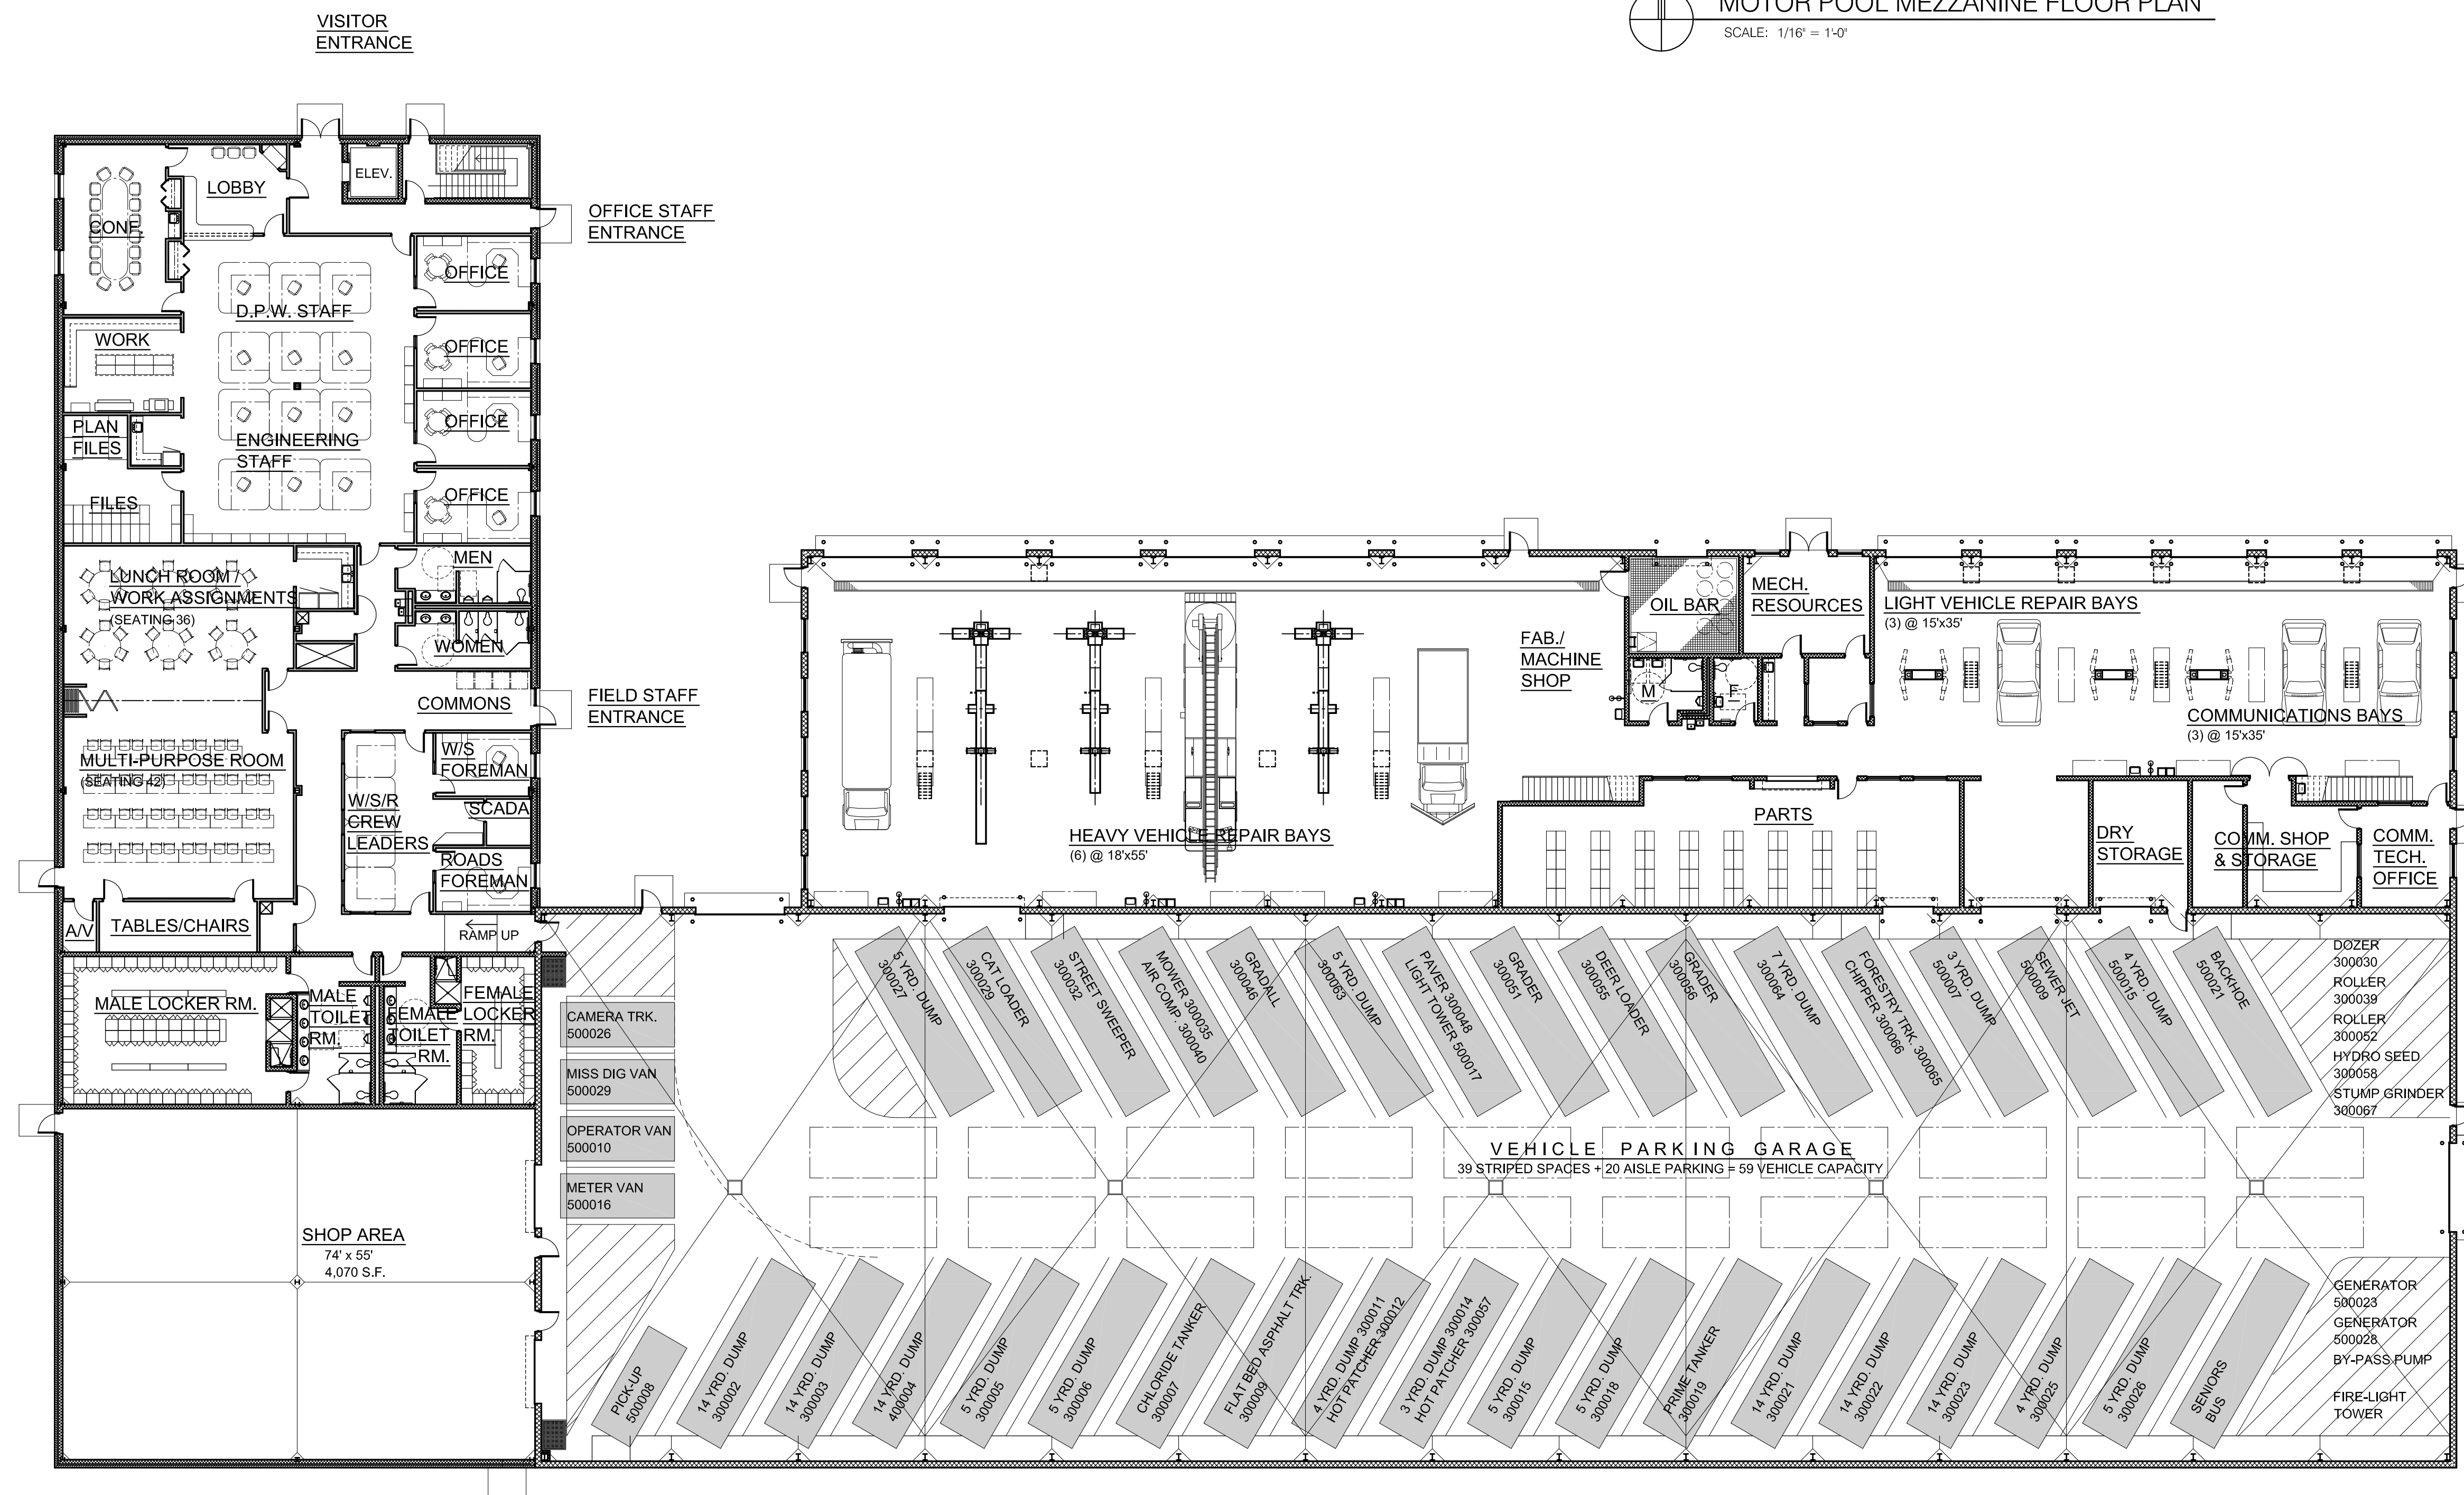 MOTOR POOL MEZZANINE FLOOR PLAN
SCALE: 1/16" = 1'-0"
VISITOR
ENTRANCE
LOBBY
ELEV.
CONF.
OFFICE STAFF
ENTRANCE
OFFICE
D.P.W. STAFF
WORK
OFFICE
PLAN
FILES
OFFICE
ENGINEERING
STAFF
FILES
OFFICE
MEN
LUNCH ROOM /
WORK ASSIGNMENTS
(SEATING 36)
WOMEN
COMMONS
FIELD STAFF
ENTRANCE
MULTI-PURPOSE ROOM
(SEATING 42)
W/S
FOREMAN
W/S/R
CREW
LEADERS
SCADA
ROADS
FOREMAN
A/V
TABLES/CHAIRS
RAMP UP
MALE LOCKER RM.
MALE
TOILET
RM.
FEMALE
TOILET
RM.
FEMALE
LOCKER
RM.
SHOP AREA
74' x 55'
4,070 S.F.
HEAVY VEHICLE REPAIR BAYS
(6) @ 18'x55'
FAB./
MACHINE
SHOP
OIL BAR
MECH.
RESOURCES
M
F
LIGHT VEHICLE REPAIR BAYS
(3) @ 15'x35'
COMMUNICATIONS BAYS
(3) @ 15'x35'
PARTS
DRY
STORAGE
COMM. SHOP
& STORAGE
COMM.
TECH.
OFFICE
CAMERA TRK.
500026
MISS DIG VAN
500029
OPERATOR VAN
500010
METER VAN
500016
5 YRD. DUMP
300027
CAT LOADER
300029
STREET SWEEPER
300032
MOWER 300035
AIR COMP. 300040
GRADALL
300046
5 YRD. DUMP
300063
PAVER 300048
LIGHT TOWER 500017
GRADER
300051
DEER LOADER
300055
GRADER
300056
7 YRD. DUMP
300064
FORESTRY TRK. 300065
CHIPPER 300066
3 YRD. DUMP
500007
SEWER JET
500009
4 YRD. DUMP
500015
BACKHOE
500021
DOZER
300030
ROLLER
300039
ROLLER
300052
HYDRO SEED
300058
STUMP GRINDER
300067
VEHICLE PARKING GARAGE
39 STRIPED SPACES + 20 AISLE PARKING = 59 VEHICLE CAPACITY
PICK-UP
500008
14 YRD. DUMP
300002
14 YRD. DUMP
300003
14 YRD. DUMP
400004
5 YRD. DUMP
300005
5 YRD. DUMP
300006
CHLORIDE TANKER
300007
FLAT BED ASPHALT TRK.
300009
4 YRD. DUMP 300011
HOT PATCHER 300012
3 YRD. DUMP 300014
HOT PATCHER 300057
5 YRD. DUMP
300015
5 YRD. DUMP
300018
PRIME TANKER
300019
14 YRD. DUMP
300021
14 YRD. DUMP
300022
14 YRD. DUMP
300023
4 YRD. DUMP
300025
5 YRD. DUMP
300026
SENIORS
BUS
GENERATOR
500023
GENERATOR
500028
BY-PASS PUMP
FIRE-LIGHT
TOWER